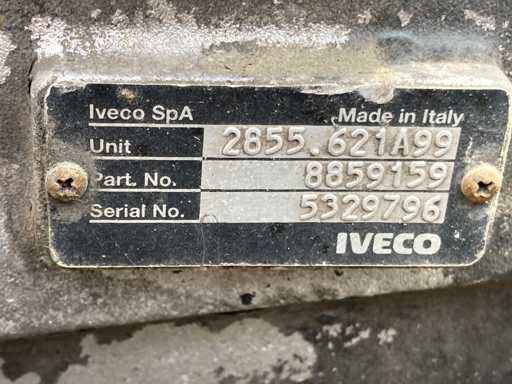 Iveco SpA Made in Italy
Unit 2855.621A99
Part. No. 8859159
Serial No. 5329796
IVECO